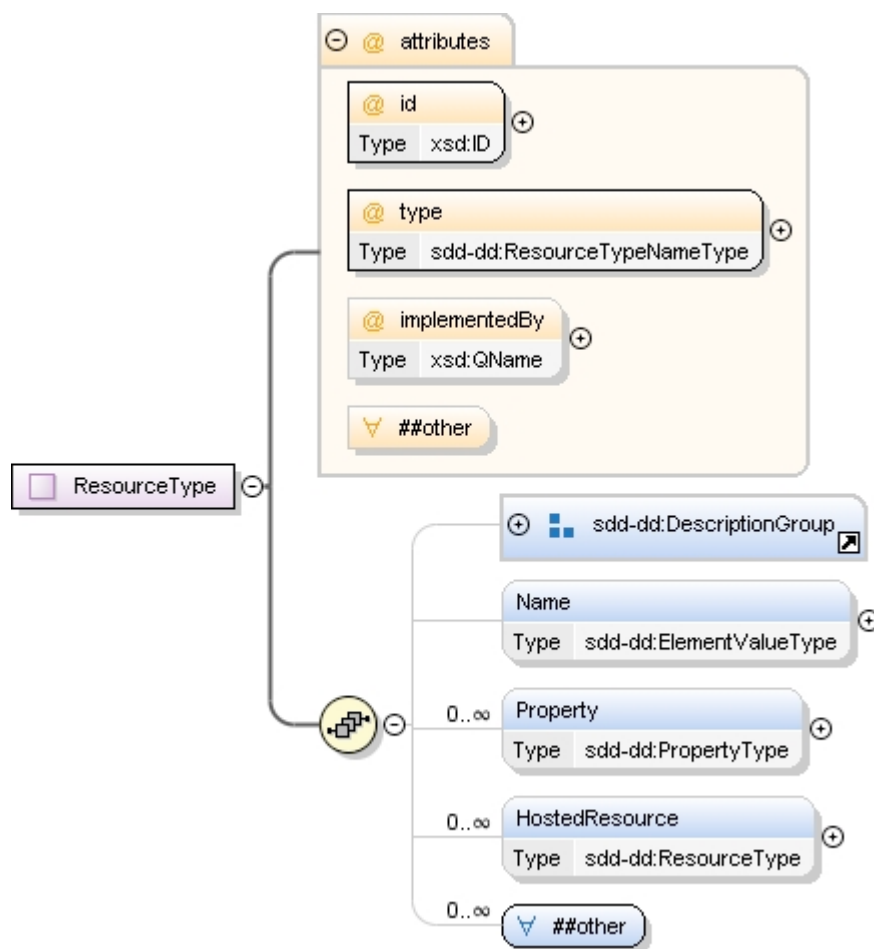 @ attributes
@ id
Type xsd:ID
@ type
Type sdd-dd:ResourceTypeNameType
@ implementedBy
Type xsd:QName
∀ ##other
ResourceType
sdd-dd:DescriptionGroup
Name
Type sdd-dd:ElementValueType
0..∞ Property
Type sdd-dd:PropertyType
0..∞ HostedResource
Type sdd-dd:ResourceType
0..∞ ∀ ##other